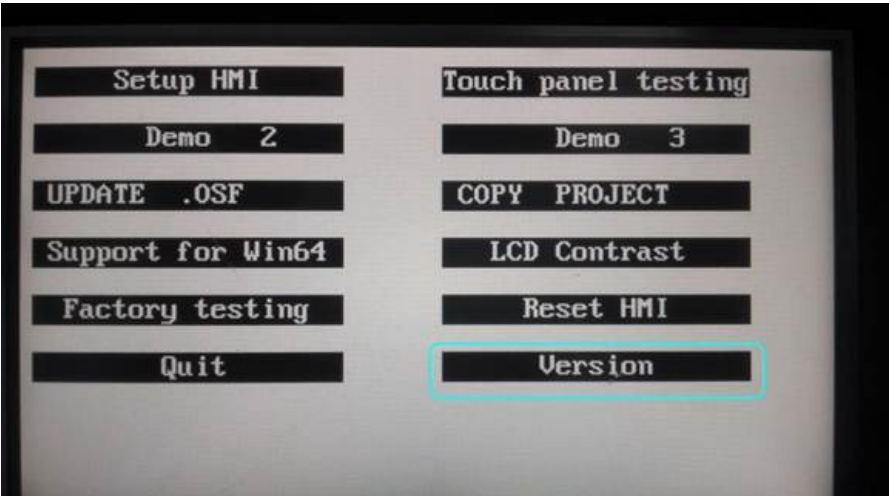 Setup HMI
Touch panel testing
Demo 2
Demo 3
UPDATE .OSF
COPY PROJECT
Support for Win64
LCD Contrast
Factory testing
Reset HMI
Quit
Version